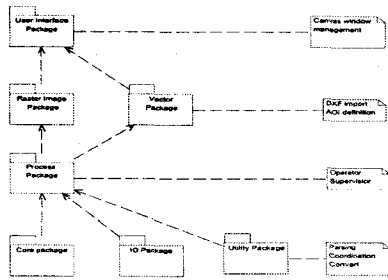 User Interface
Package
Canvas window
management
Raster Image
Package
Vector
Package
DXF import
AOI definition
Process
Package
Operator
Supervisor
Core package
IO Package
Utility Package
Parsing
Coordination
Convert